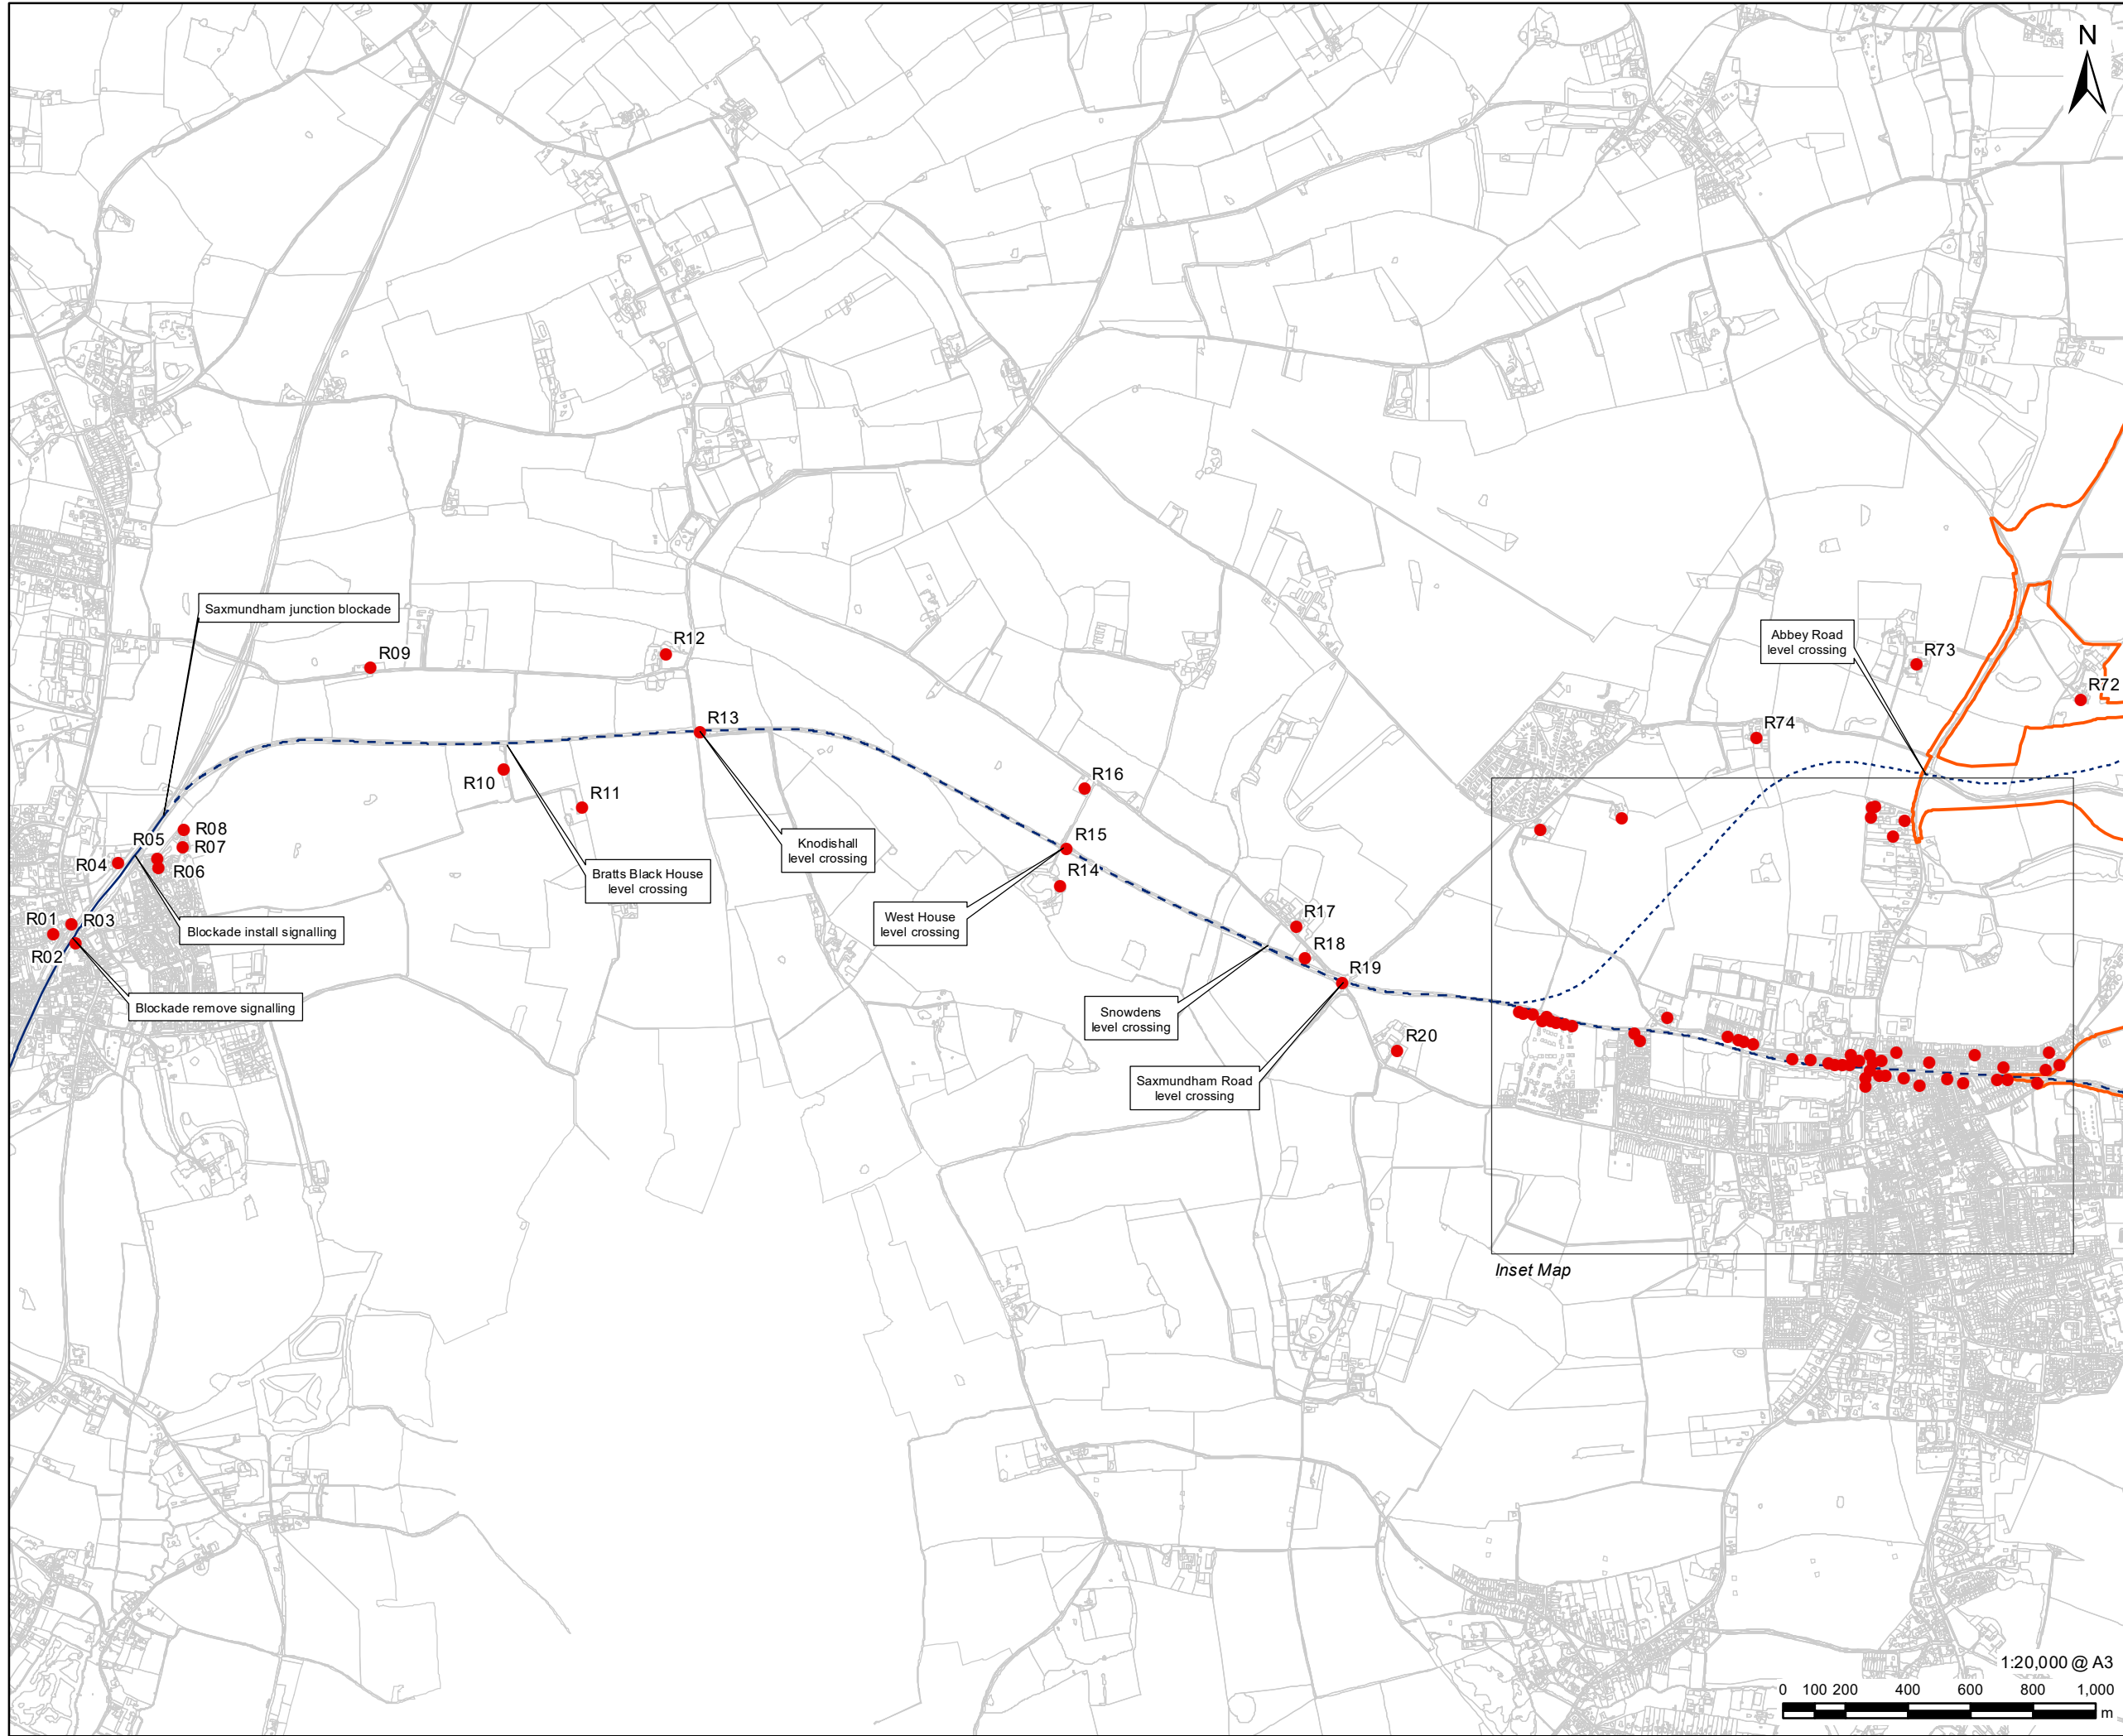 N
Saxmundham junction blockade
Abbey Road
level crossing
R12
R09
R73
R72
R13
R74
R16
R10
R11
R08
R05
R07
R04
R06
R15
Knodishall
level crossing
R14
Bratts Black House
level crossing
R01
R03
R02
Blockade install signalling
West House
level crossing
R17
R18
R19
Blockade remove signalling
Snowdens
level crossing
R20
Saxmundham Road
level crossing
Inset Map
1:20,000 @ A3
0 100 200 400 600 800 1,000
m